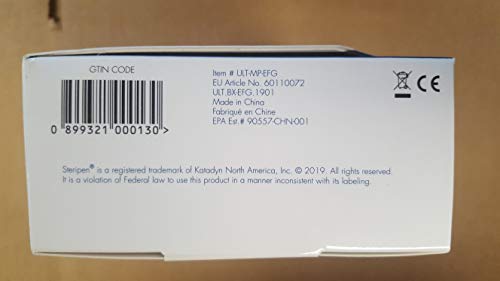 GTIN CODE
0 899321 000130 >
Item # ULT-MP-EFG
EU Article No. 60110072
ULT.BX-EFG.1901
Made in China
Fabriqué en Chine
EPA Est.# 90557-CHN-001
CE
Steripen® is a registered trademark of Katadyn North America, Inc. © 2019. All rights reserved.
It is a violation of Federal law to use this product in a manner inconsistent with its labeling.